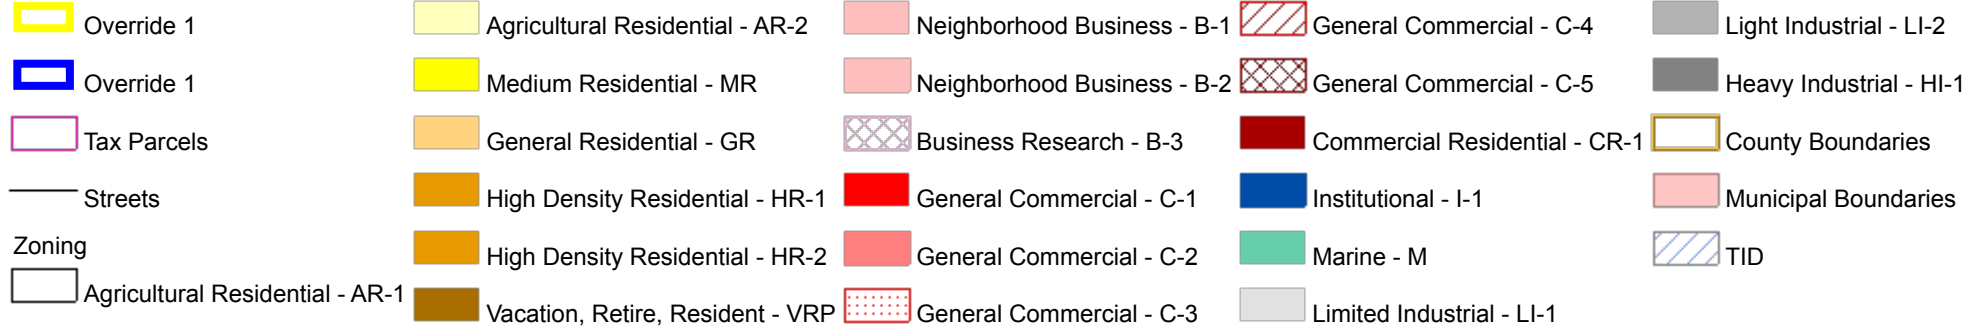 Override 1
Override 1
Tax Parcels
Streets
Zoning
Agricultural Residential - AR-1
Agricultural Residential - AR-2
Medium Residential - MR
General Residential - GR
High Density Residential - HR-1
High Density Residential - HR-2
Vacation, Retire, Resident - VRP
Neighborhood Business - B-1
Neighborhood Business - B-2
Business Research - B-3
General Commercial - C-1
General Commercial - C-2
General Commercial - C-3
General Commercial - C-4
General Commercial - C-5
Commercial Residential - CR-1
Institutional - I-1
Marine - M
Limited Industrial - LI-1
Light Industrial - LI-2
Heavy Industrial - HI-1
County Boundaries
Municipal Boundaries
TID